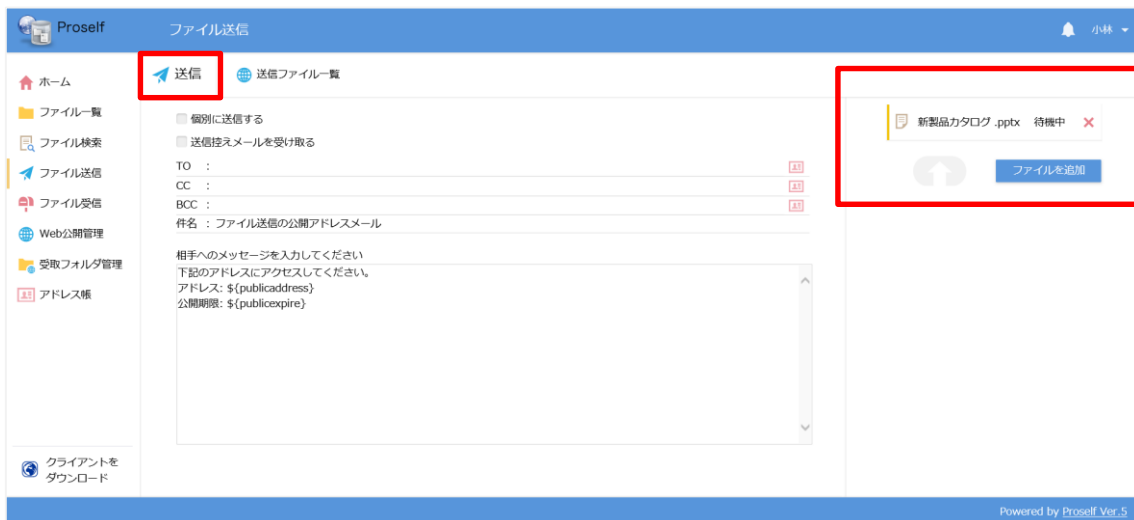 Proself
ファイル送信
小林
ホーム
ファイル一覧
ファイル検索
ファイル送信
ファイル受信
Web公開管理
受取フォルダ管理
アドレス帳
クライアントを
ダウンロード
送信
送信ファイル一覧
個別に送信する
送信控えメールを受け取る
TO :
CC :
BCC :
件名 : ファイル送信の公開アドレスメール
相手へのメッセージを入力してください
下記のアドレスにアクセスしてください。
アドレス: ${publicaddress}
公開期限: ${publicexpire}
新製品カタログ .pptx 待機中
ファイルを追加
Powered by Proself Ver.5